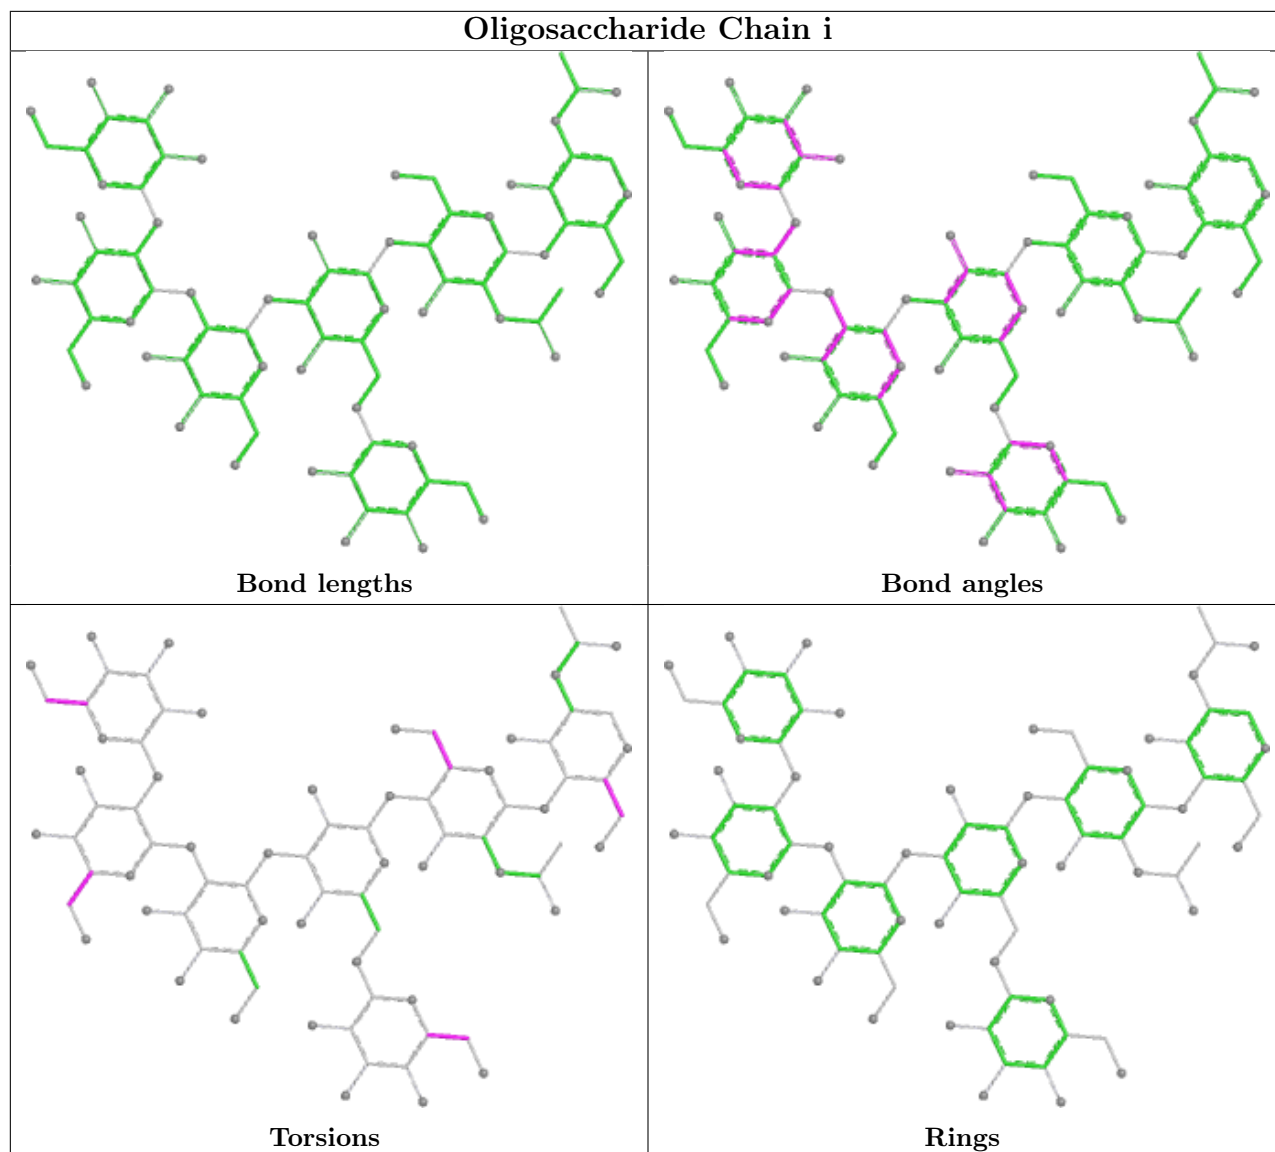 Oligosaccharide Chain i
Bond lengths
Bond angles
Torsions
Rings